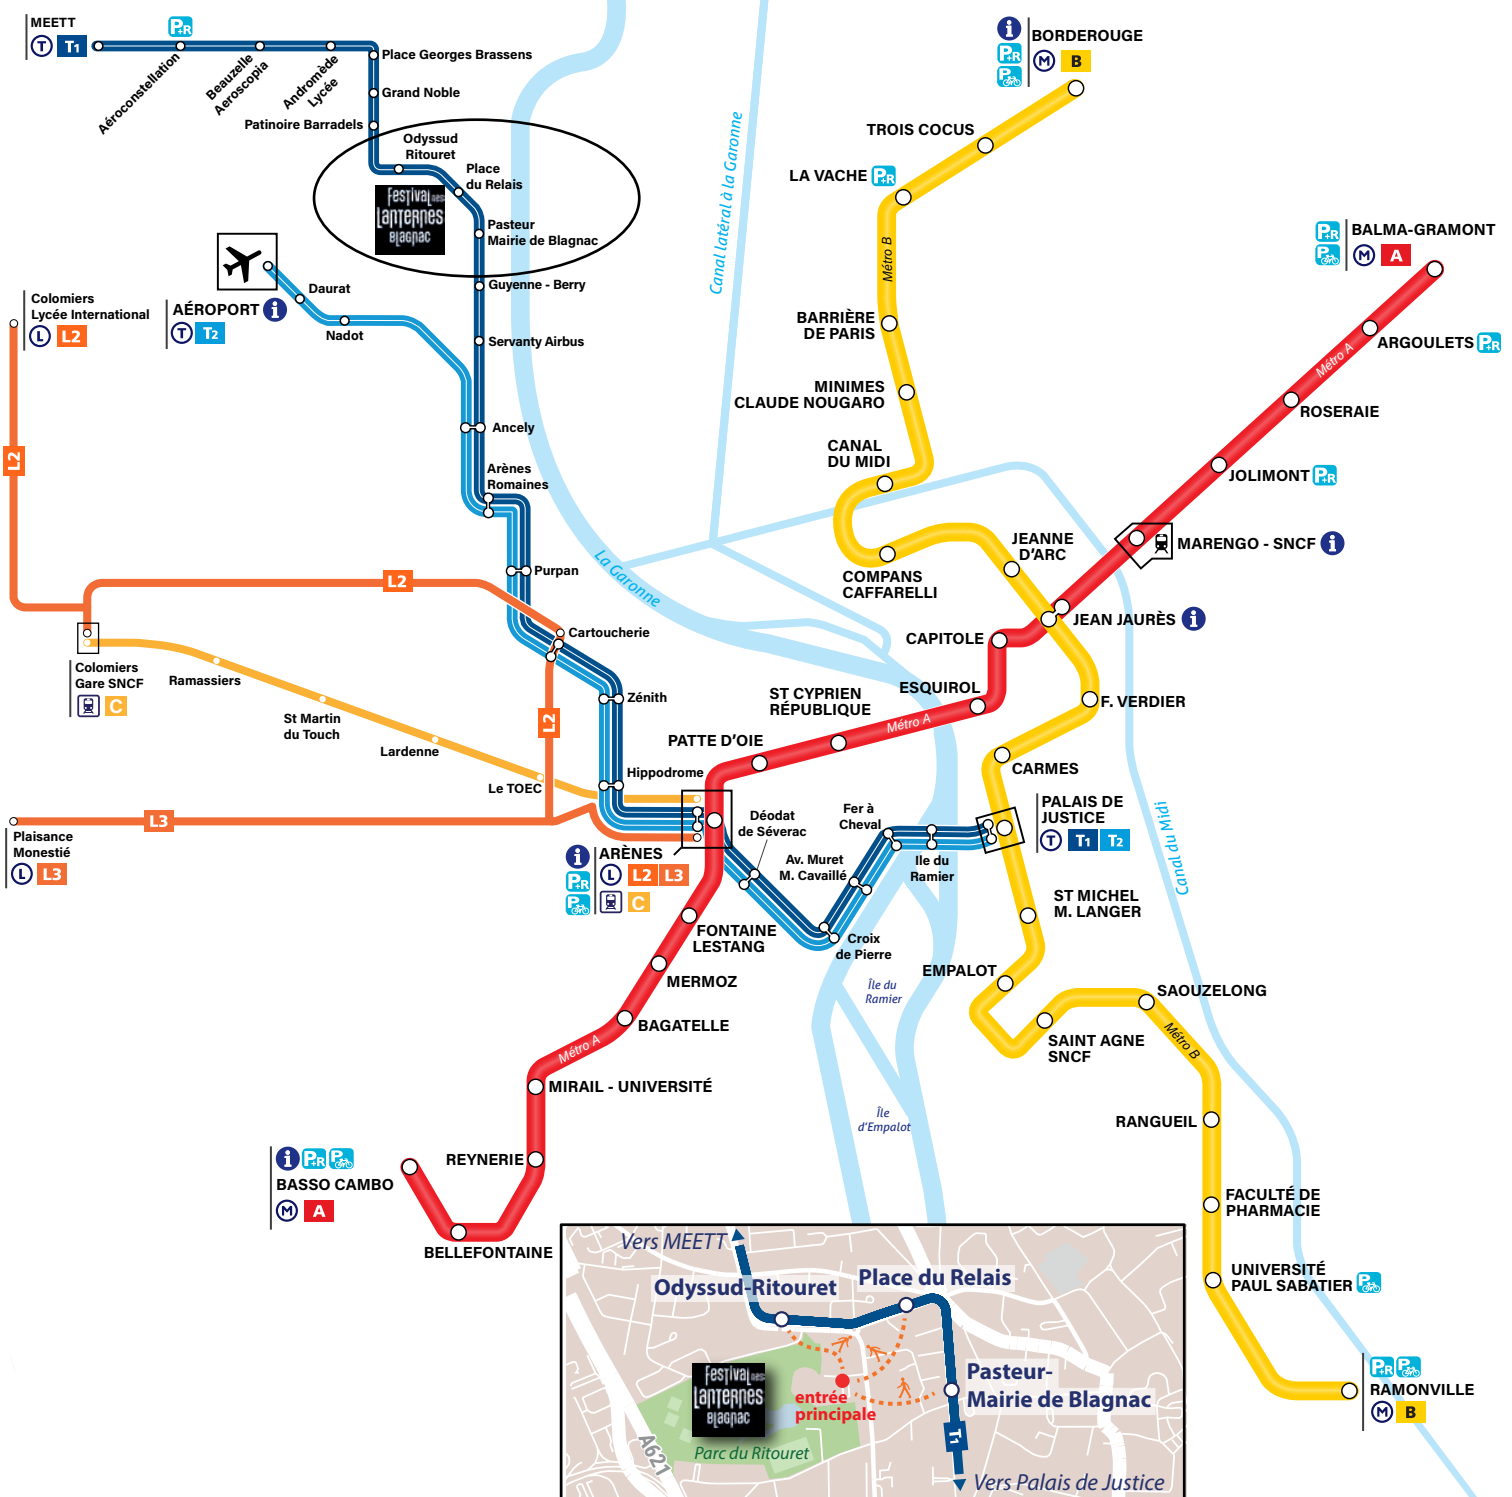 MEETT
T T1
P+R
Aéroconstellation
Beauzelle
Aeroscopia
Andromède
Lycée
Place Georges Brassens
Grand Noble
Patinoire Barradels
Odyssud
Ritouret
Place
du Relais
FESTIVAL DES
LANTERNES
BLAGNAC
Pasteur
Mairie de Blagnac
Guyenne - Berry
Servanty Airbus
Daurat
Nadot
AÉROPORT i
T T2
Colomiers
Lycée International
L L2
L2
Ancely
Arènes
Romaines
Purpan
L2
Cartoucherie
Colomiers
Gare SNCF
C
Ramassiers
St Martin
du Touch
Lardenne
Le TOEC
L2
Zénith
Hippodrome
L3
Plaisance
Monestié
L L3
i ARÈNES
P+R L L2 L3
P C
Déodat
de Séverac
Av. Muret
M. Cavaillé
Fer à
Cheval
Croix
de Pierre
Ile du
Ramier
La Garonne
Canal latéral à la Garonne
Canal du Midi
Île du
Ramier
Île
d'Empalot
i
P+R
P
BORDEROUGE
M B
TROIS COCUS
LA VACHE P+R
Métro B
BARRIÈRE
DE PARIS
MINIMES
CLAUDE NOUGARO
CANAL
DU MIDI
COMPANS
CAFFARELLI
JEANNE
D'ARC
JEAN JAURÈS i
F. VERDIER
CARMES
PALAIS DE
JUSTICE
T T1 T2
ST MICHEL
M. LANGER
EMPALOT
SAINT AGNE
SNCF
SAOUZELONG
Métro B
RANGUEIL
FACULTÉ DE
PHARMACIE
UNIVERSITÉ
PAUL SABATIER P
P+R P
RAMONVILLE
M B
P+R
P
BALMA-GRAMONT
M A
ARGOULETS P+R
Métro A
ROSERAIE
JOLIMONT P+R
MARENGO - SNCF i
CAPITOLE
ESQUIROL
Métro A
ST CYPRIEN
RÉPUBLIQUE
PATTE D'OIE
FONTAINE
LESTANG
MERMOZ
BAGATELLE
Métro A
MIRAIL - UNIVERSITÉ
REYNERIE
BELLEFONTAINE
i P+R P
BASSO CAMBO
M A
Vers MEETT
Odyssud-Ritouret
Place du Relais
FESTIVAL DES
LANTERNES
BLAGNAC
entrée
principale
Pasteur-
Mairie de Blagnac
Parc du Ritouret
A621
T1
Vers Palais de Justice